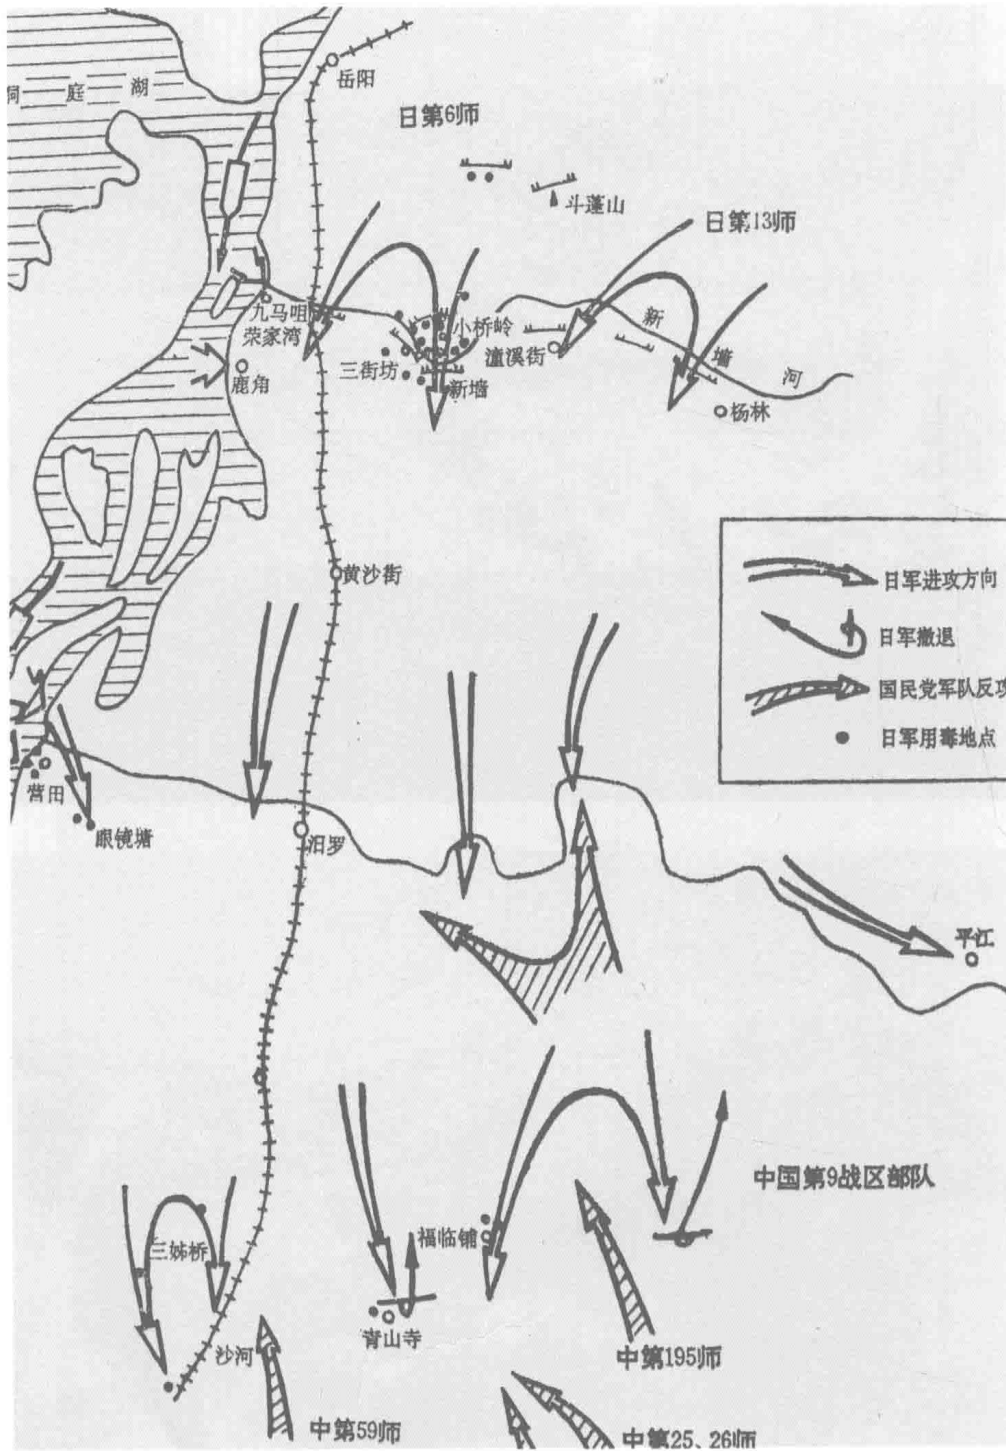 岳阳
洞庭湖
日第6师
斗蓬山
日第13师
九马咀
荣家湾
小桥岭
新墙河
三街坊
潼溪街
鹿角
新墙
杨林
黄沙街
日军进攻方向
日军撤退
国民党军队反攻
日军用毒地点
营田
眼镜塘
汨罗
平江
中国第9战区部队
三姊桥
福临铺
青山寺
沙河
中第195师
中第59师
中第25、26师